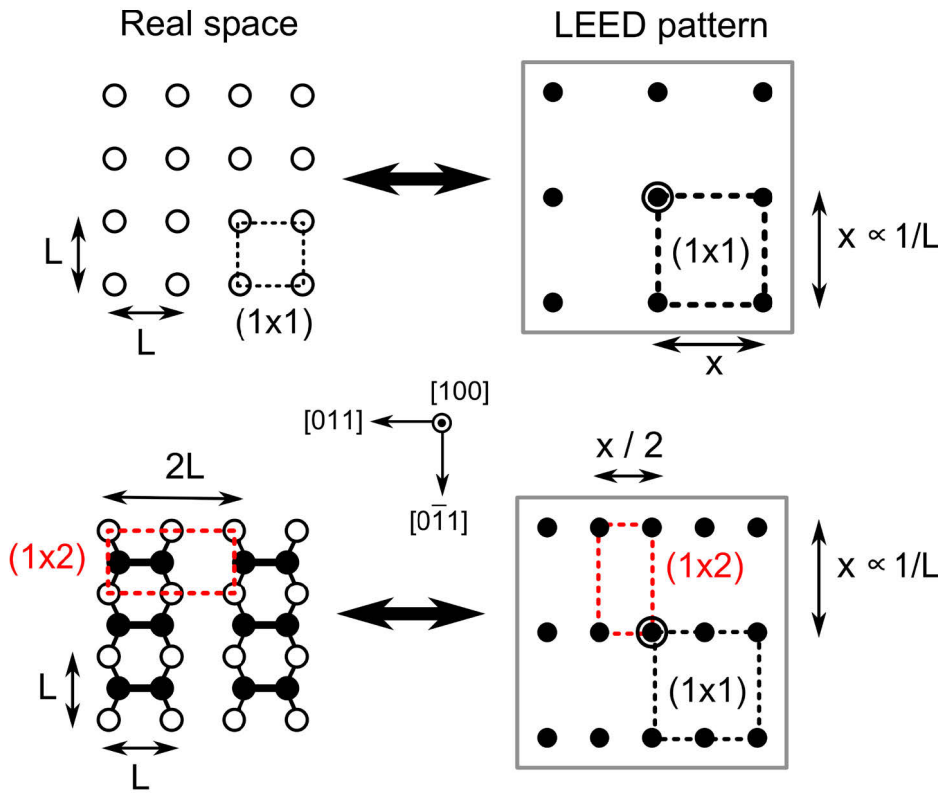 Real space
LEED pattern
L
(1x1)
L
(1x1)
x ∝ 1/L
x
[100]
[011]
[01̄1]
2L
(1x2)
L
L
x / 2
(1x2)
x ∝ 1/L
(1x1)